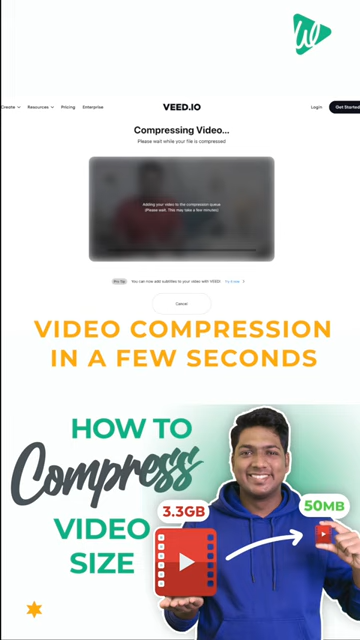 Create
Resources
Pricing
Enterprise
VEED.IO
Login
Get Started
Compressing Video...
Please wait while your file is compressed
Adding your video to the compression queue
(Please wait. This may take a few minutes)
Pro Tip
You can now add subtitles to your video with VEED
Try it now
Cancel
VIDEO COMPRESSION
IN A FEW SECONDS
HOW TO
Compress
VIDEO
SIZE
3.3GB
50MB